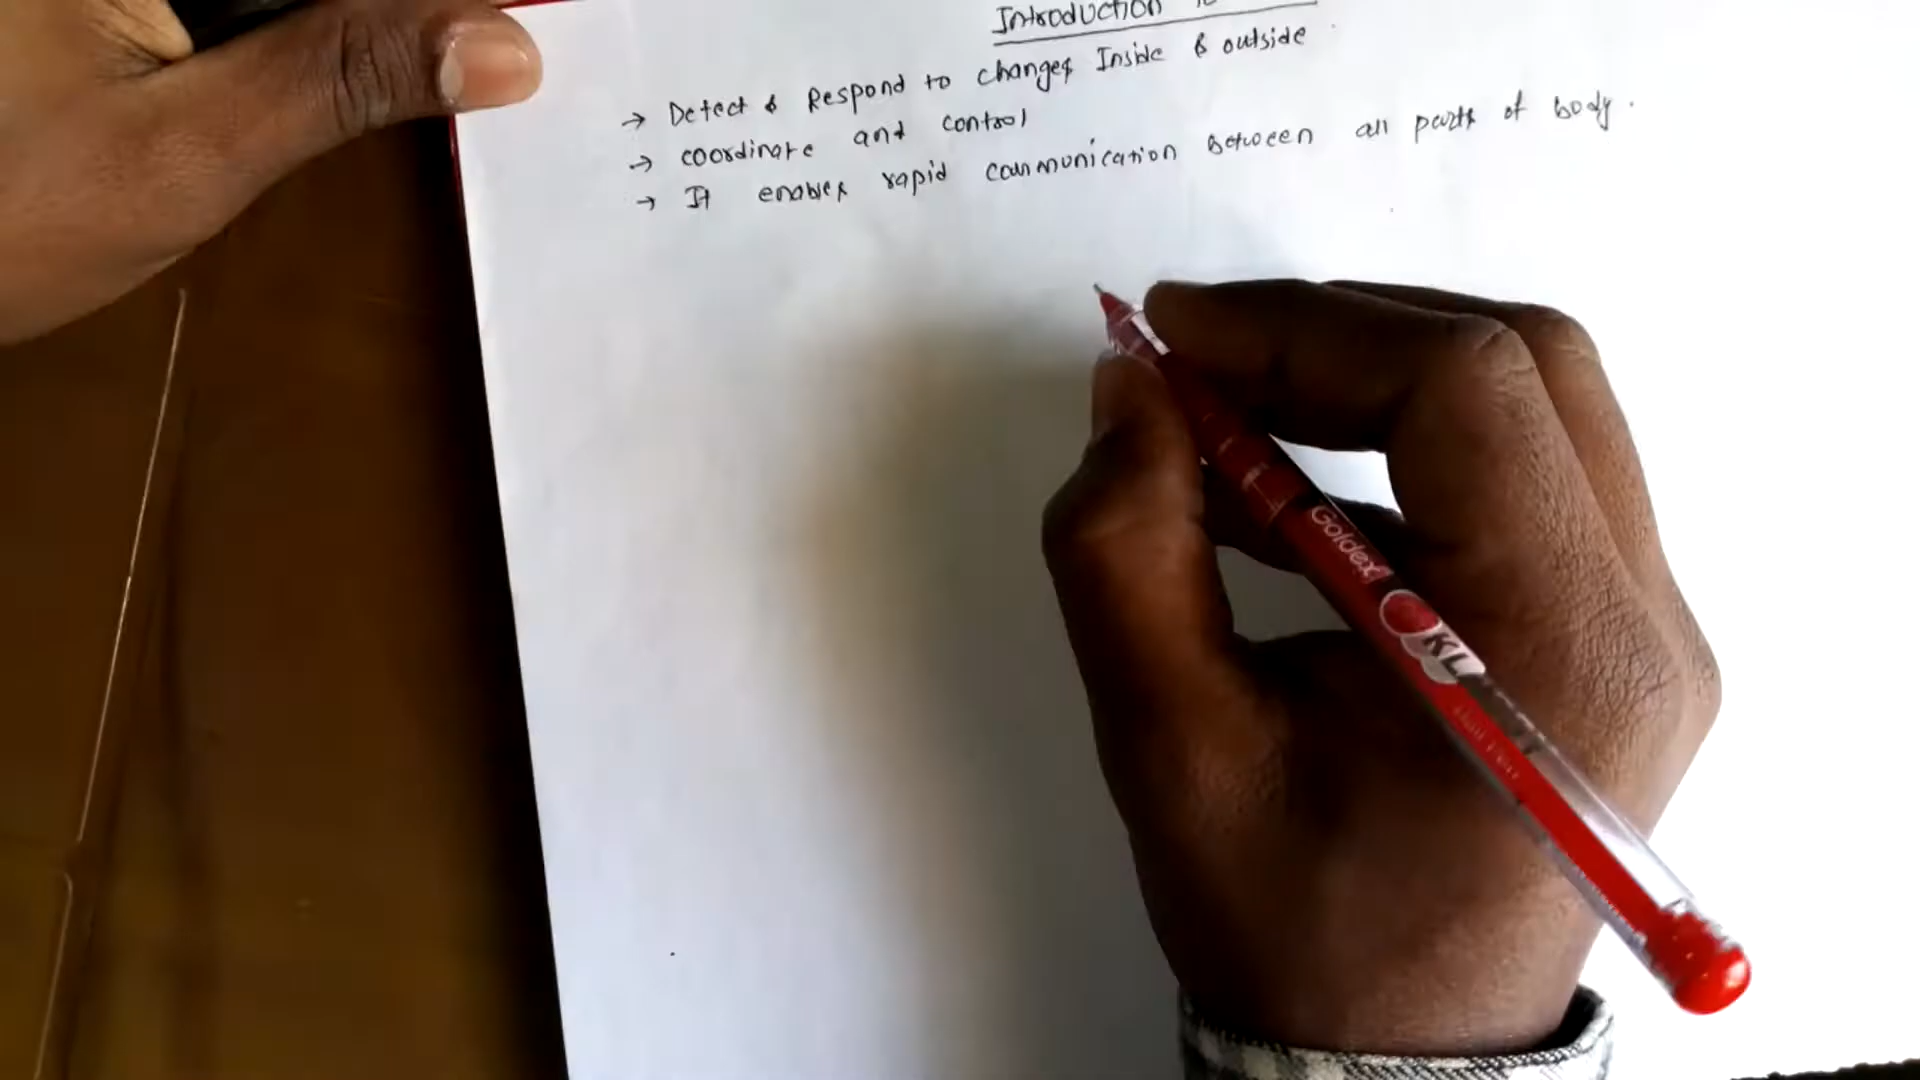 Introduction
→ Detect & Respond to changes Inside & outside
→ coordinate and control
→ It enables rapid communication between all parts of body.
Goldex
KL